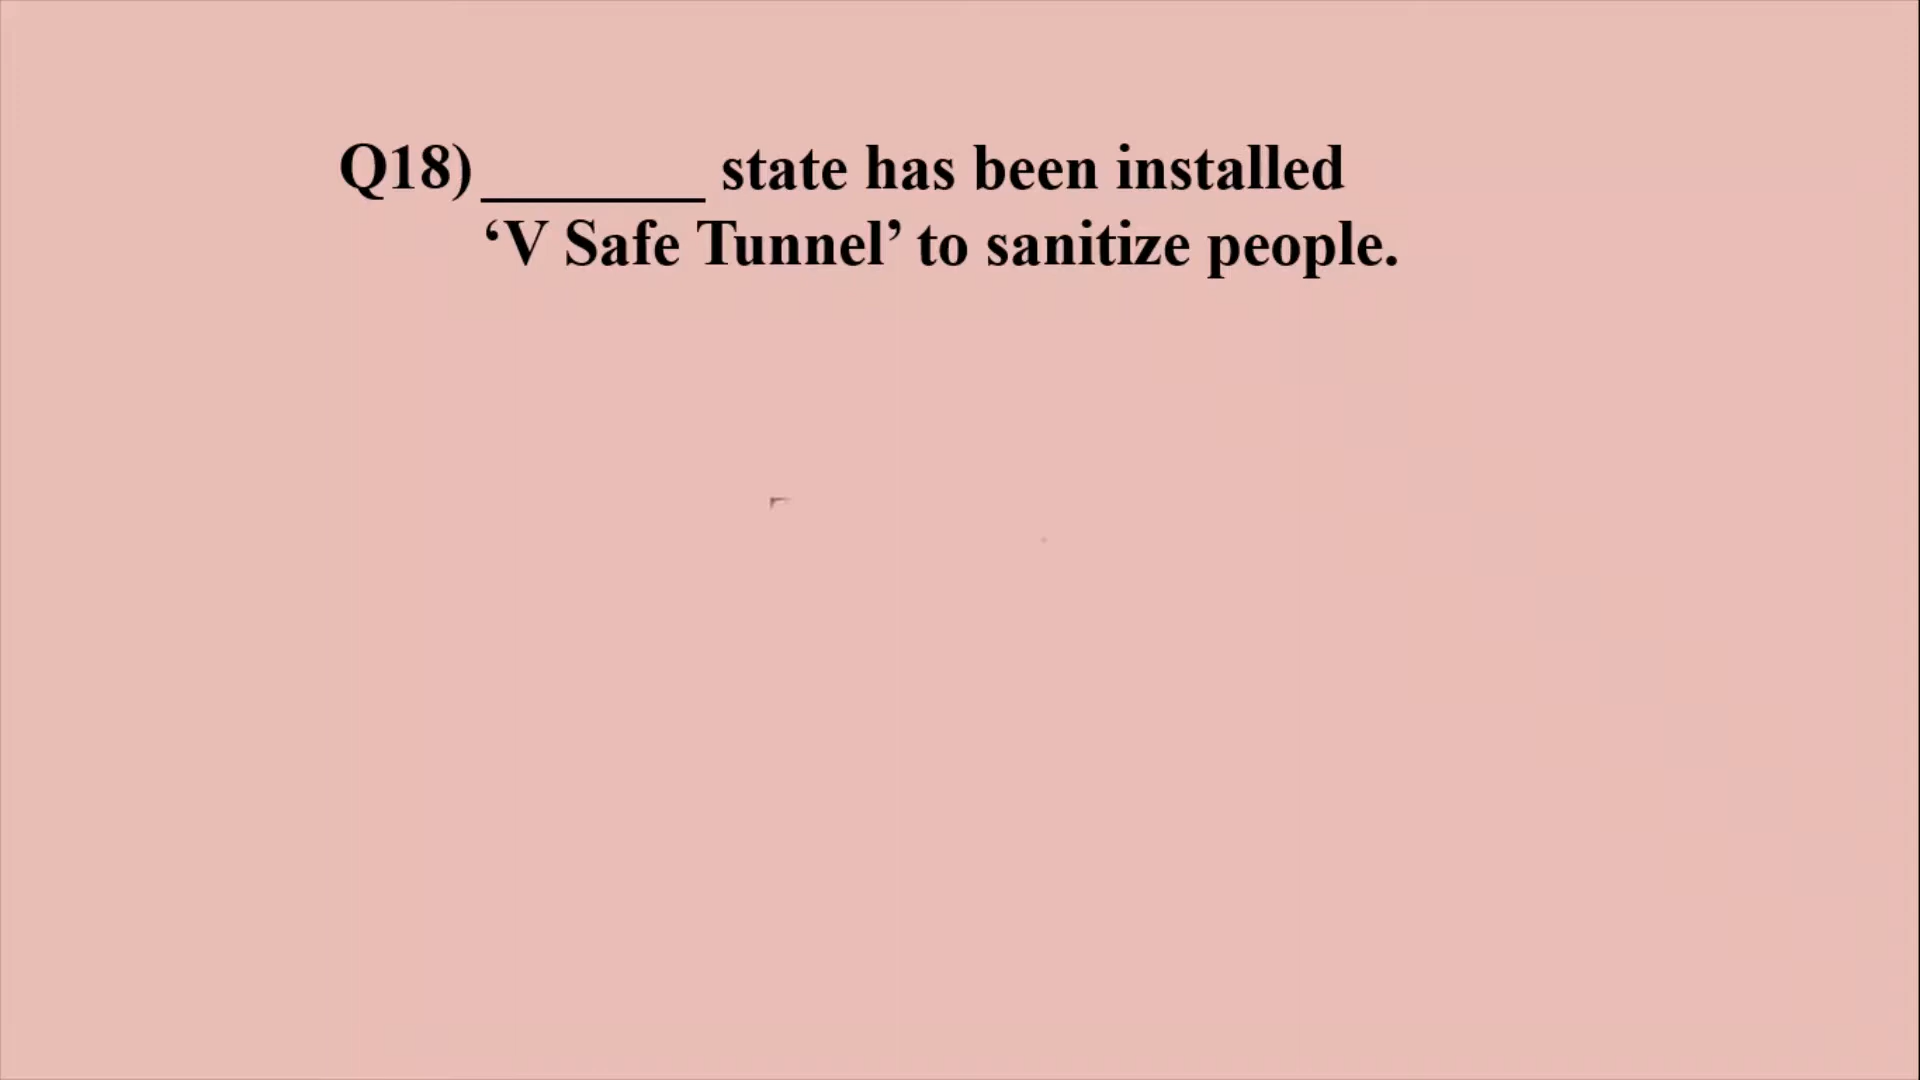 Q18)_______ state has been installed
‘V Safe Tunnel’ to sanitize people.